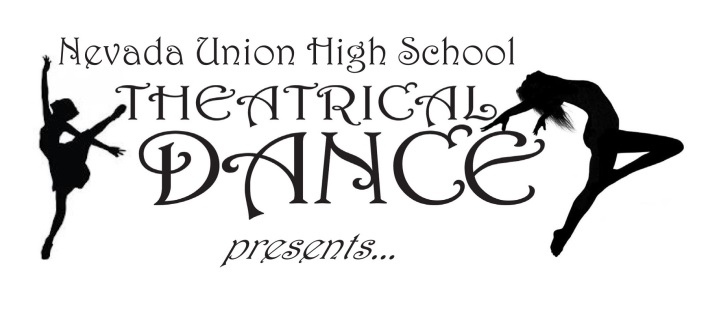 Nevada Union High School
THEATRICAL
DANCE
presents...